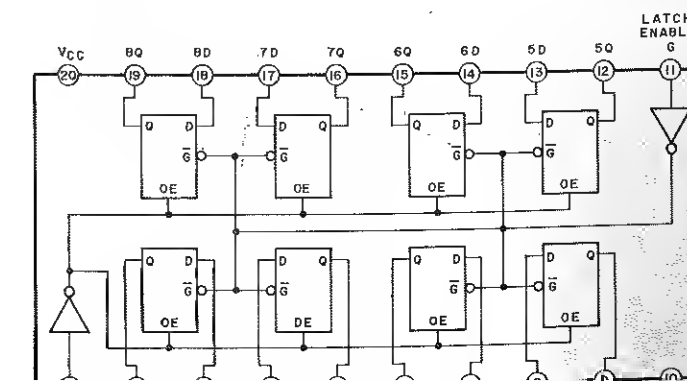 LATCH
ENABL
G
VCC 8Q 8D 7D 7Q 6Q 6D 5D 5Q
20 19 18 17 16 15 14 13 12 11
Q D D Q Q D D Q
G̅ G̅ G̅ G̅
OE OE OE OE
Q D D Q Q D D Q
G̅ G̅ G̅ G̅
OE OE OE OE
10